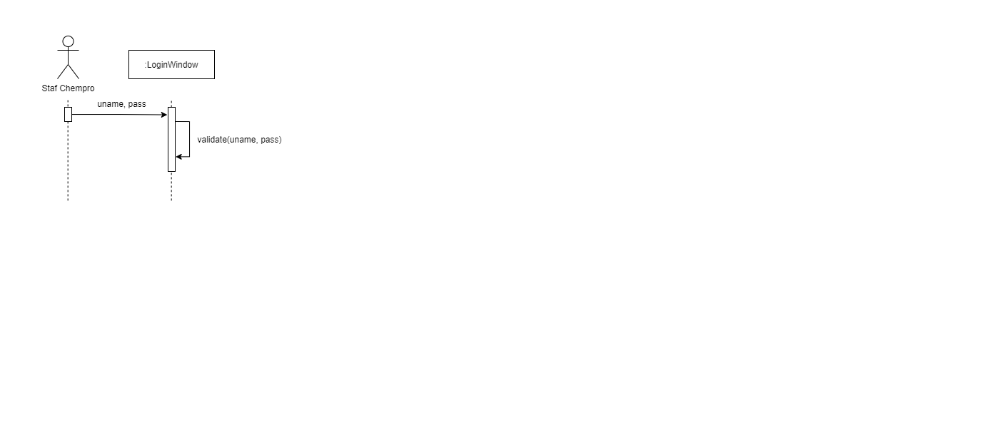 :LoginWindow
Staf Chempro
uname, pass
validate(uname, pass)